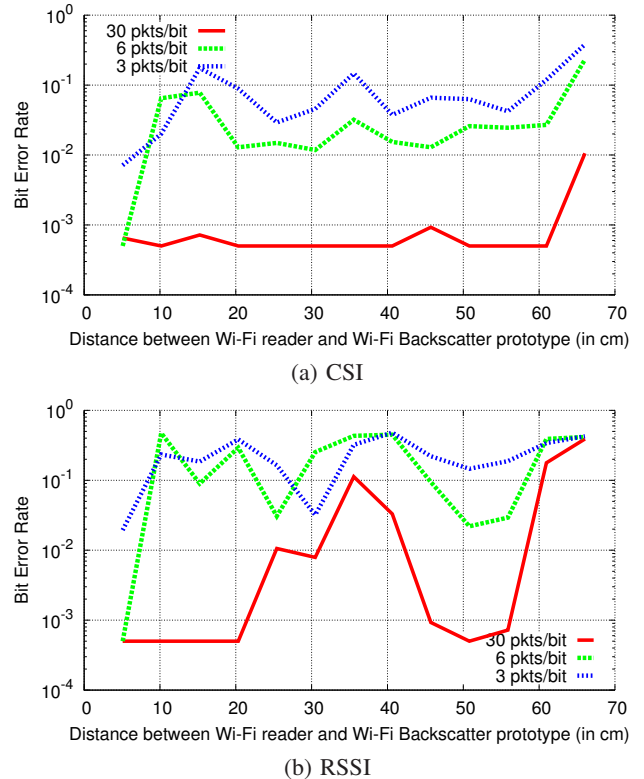 30 pkts/bit
6 pkts/bit
3 pkts/bit
10^0
10^-1
10^-2
10^-3
10^-4
Bit Error Rate
0 10 20 30 40 50 60 70
Distance between Wi-Fi reader and Wi-Fi Backscatter prototype (in cm)
(a) CSI
10^0
10^-1
10^-2
10^-3
10^-4
Bit Error Rate
30 pkts/bit
6 pkts/bit
3 pkts/bit
0 10 20 30 40 50 60 70
Distance between Wi-Fi reader and Wi-Fi Backscatter prototype (in cm)
(b) RSSI